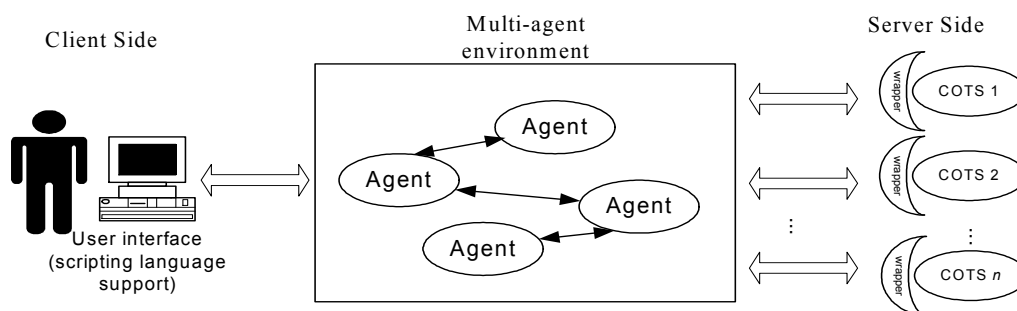 Client Side
Multi-agent
environment
Server Side
Agent
Agent
Agent
Agent
User interface
(scripting language
support)
wrapper
COTS 1
wrapper
COTS 2
...
...
wrapper
COTS n